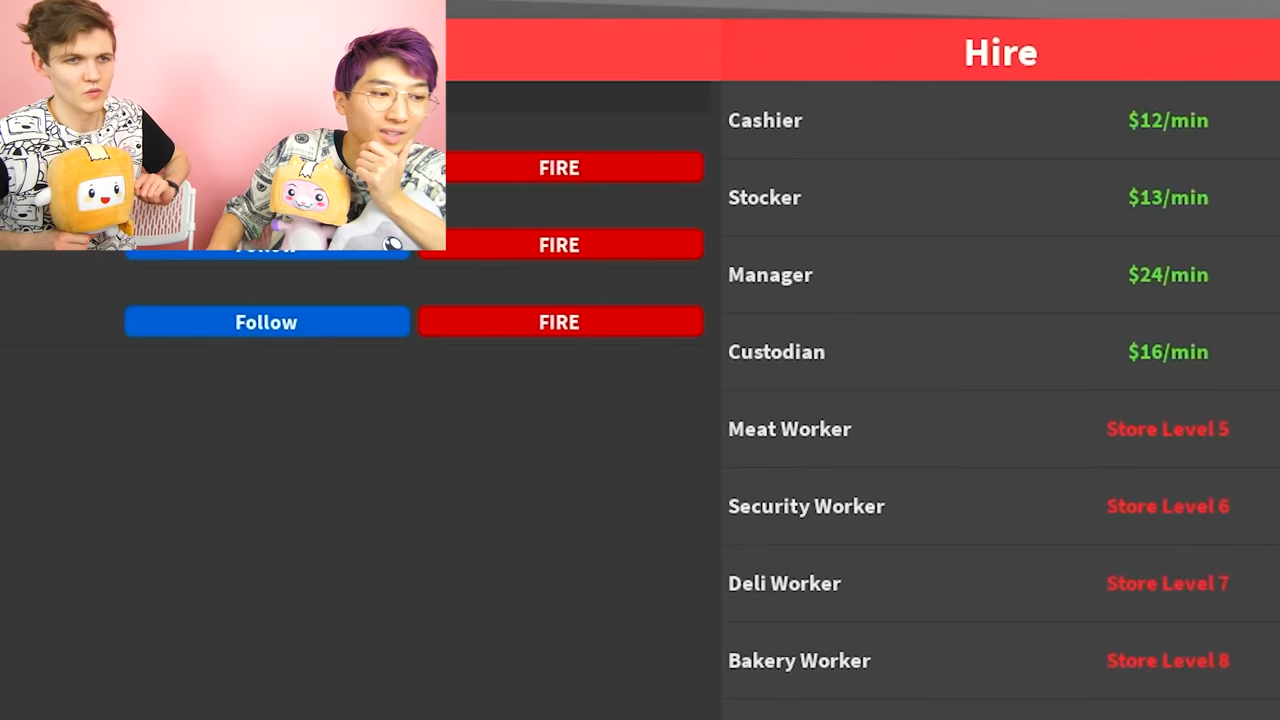 Hire
Cashier $12/min
FIRE
Stocker $13/min
Follow FIRE
Manager $24/min
Follow FIRE
Custodian $16/min
Meat Worker Store Level 5
Security Worker Store Level 6
Deli Worker Store Level 7
Bakery Worker Store Level 8